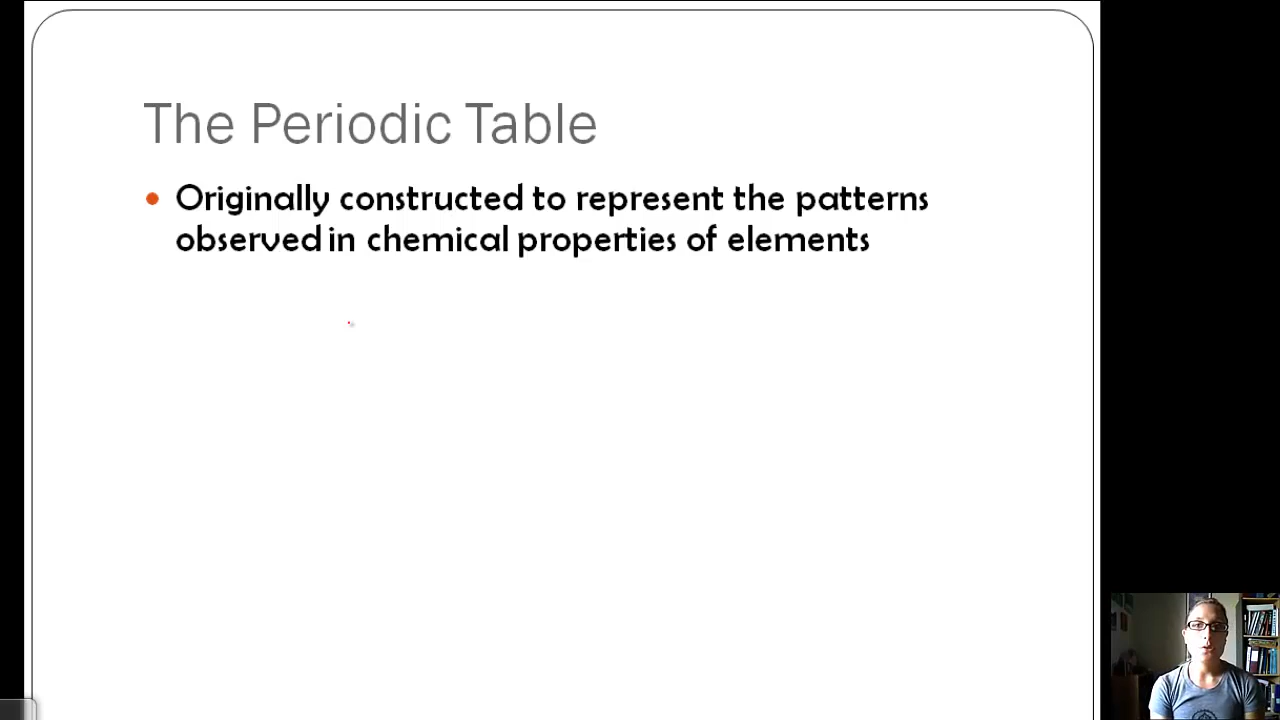 The Periodic Table
Originally constructed to represent the patterns
observed in chemical properties of elements